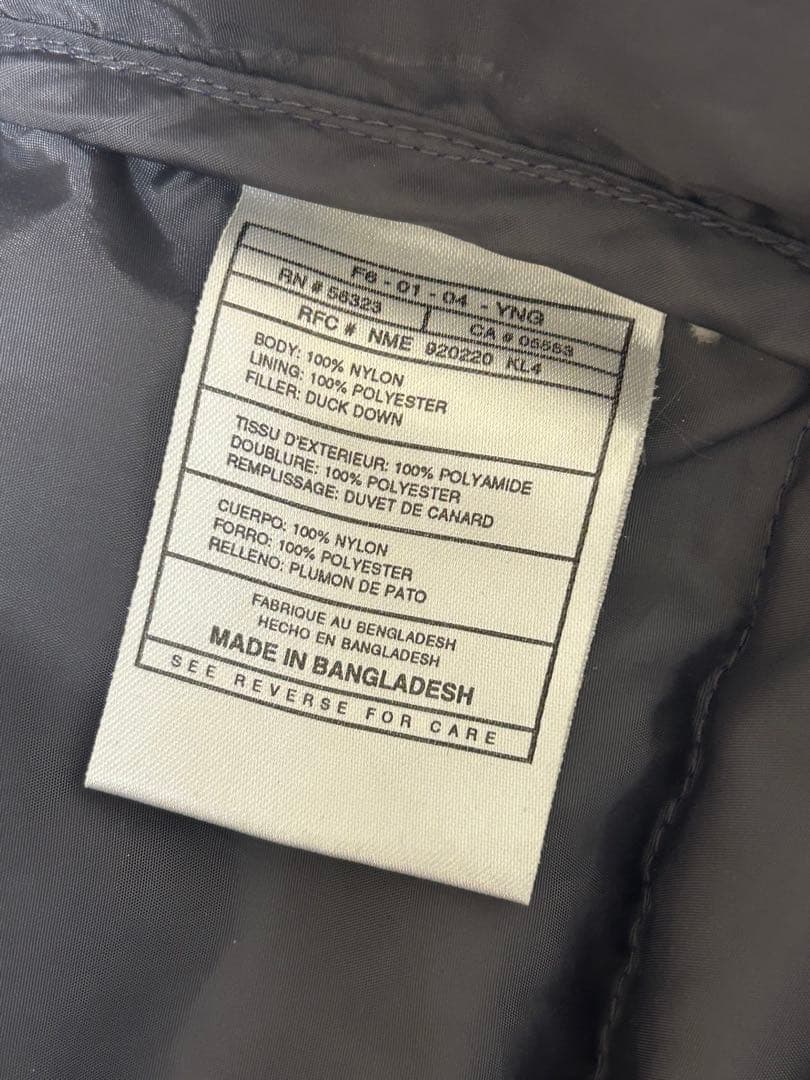 F6 - 01 - 04 - YNG
RN # 56323 CA # 05553
RFC # NME 920220 KL4
BODY: 100% NYLON
LINING: 100% POLYESTER
FILLER: DUCK DOWN
TISSU D'EXTERIEUR: 100% POLYAMIDE
DOUBLURE: 100% POLYESTER
REMPLISSAGE: DUVET DE CANARD
CUERPO: 100% NYLON
FORRO: 100% POLYESTER
RELLENO: PLUMON DE PATO
FABRIQUE AU BENGLADESH
HECHO EN BANGLADESH
MADE IN BANGLADESH
SEE REVERSE FOR CARE